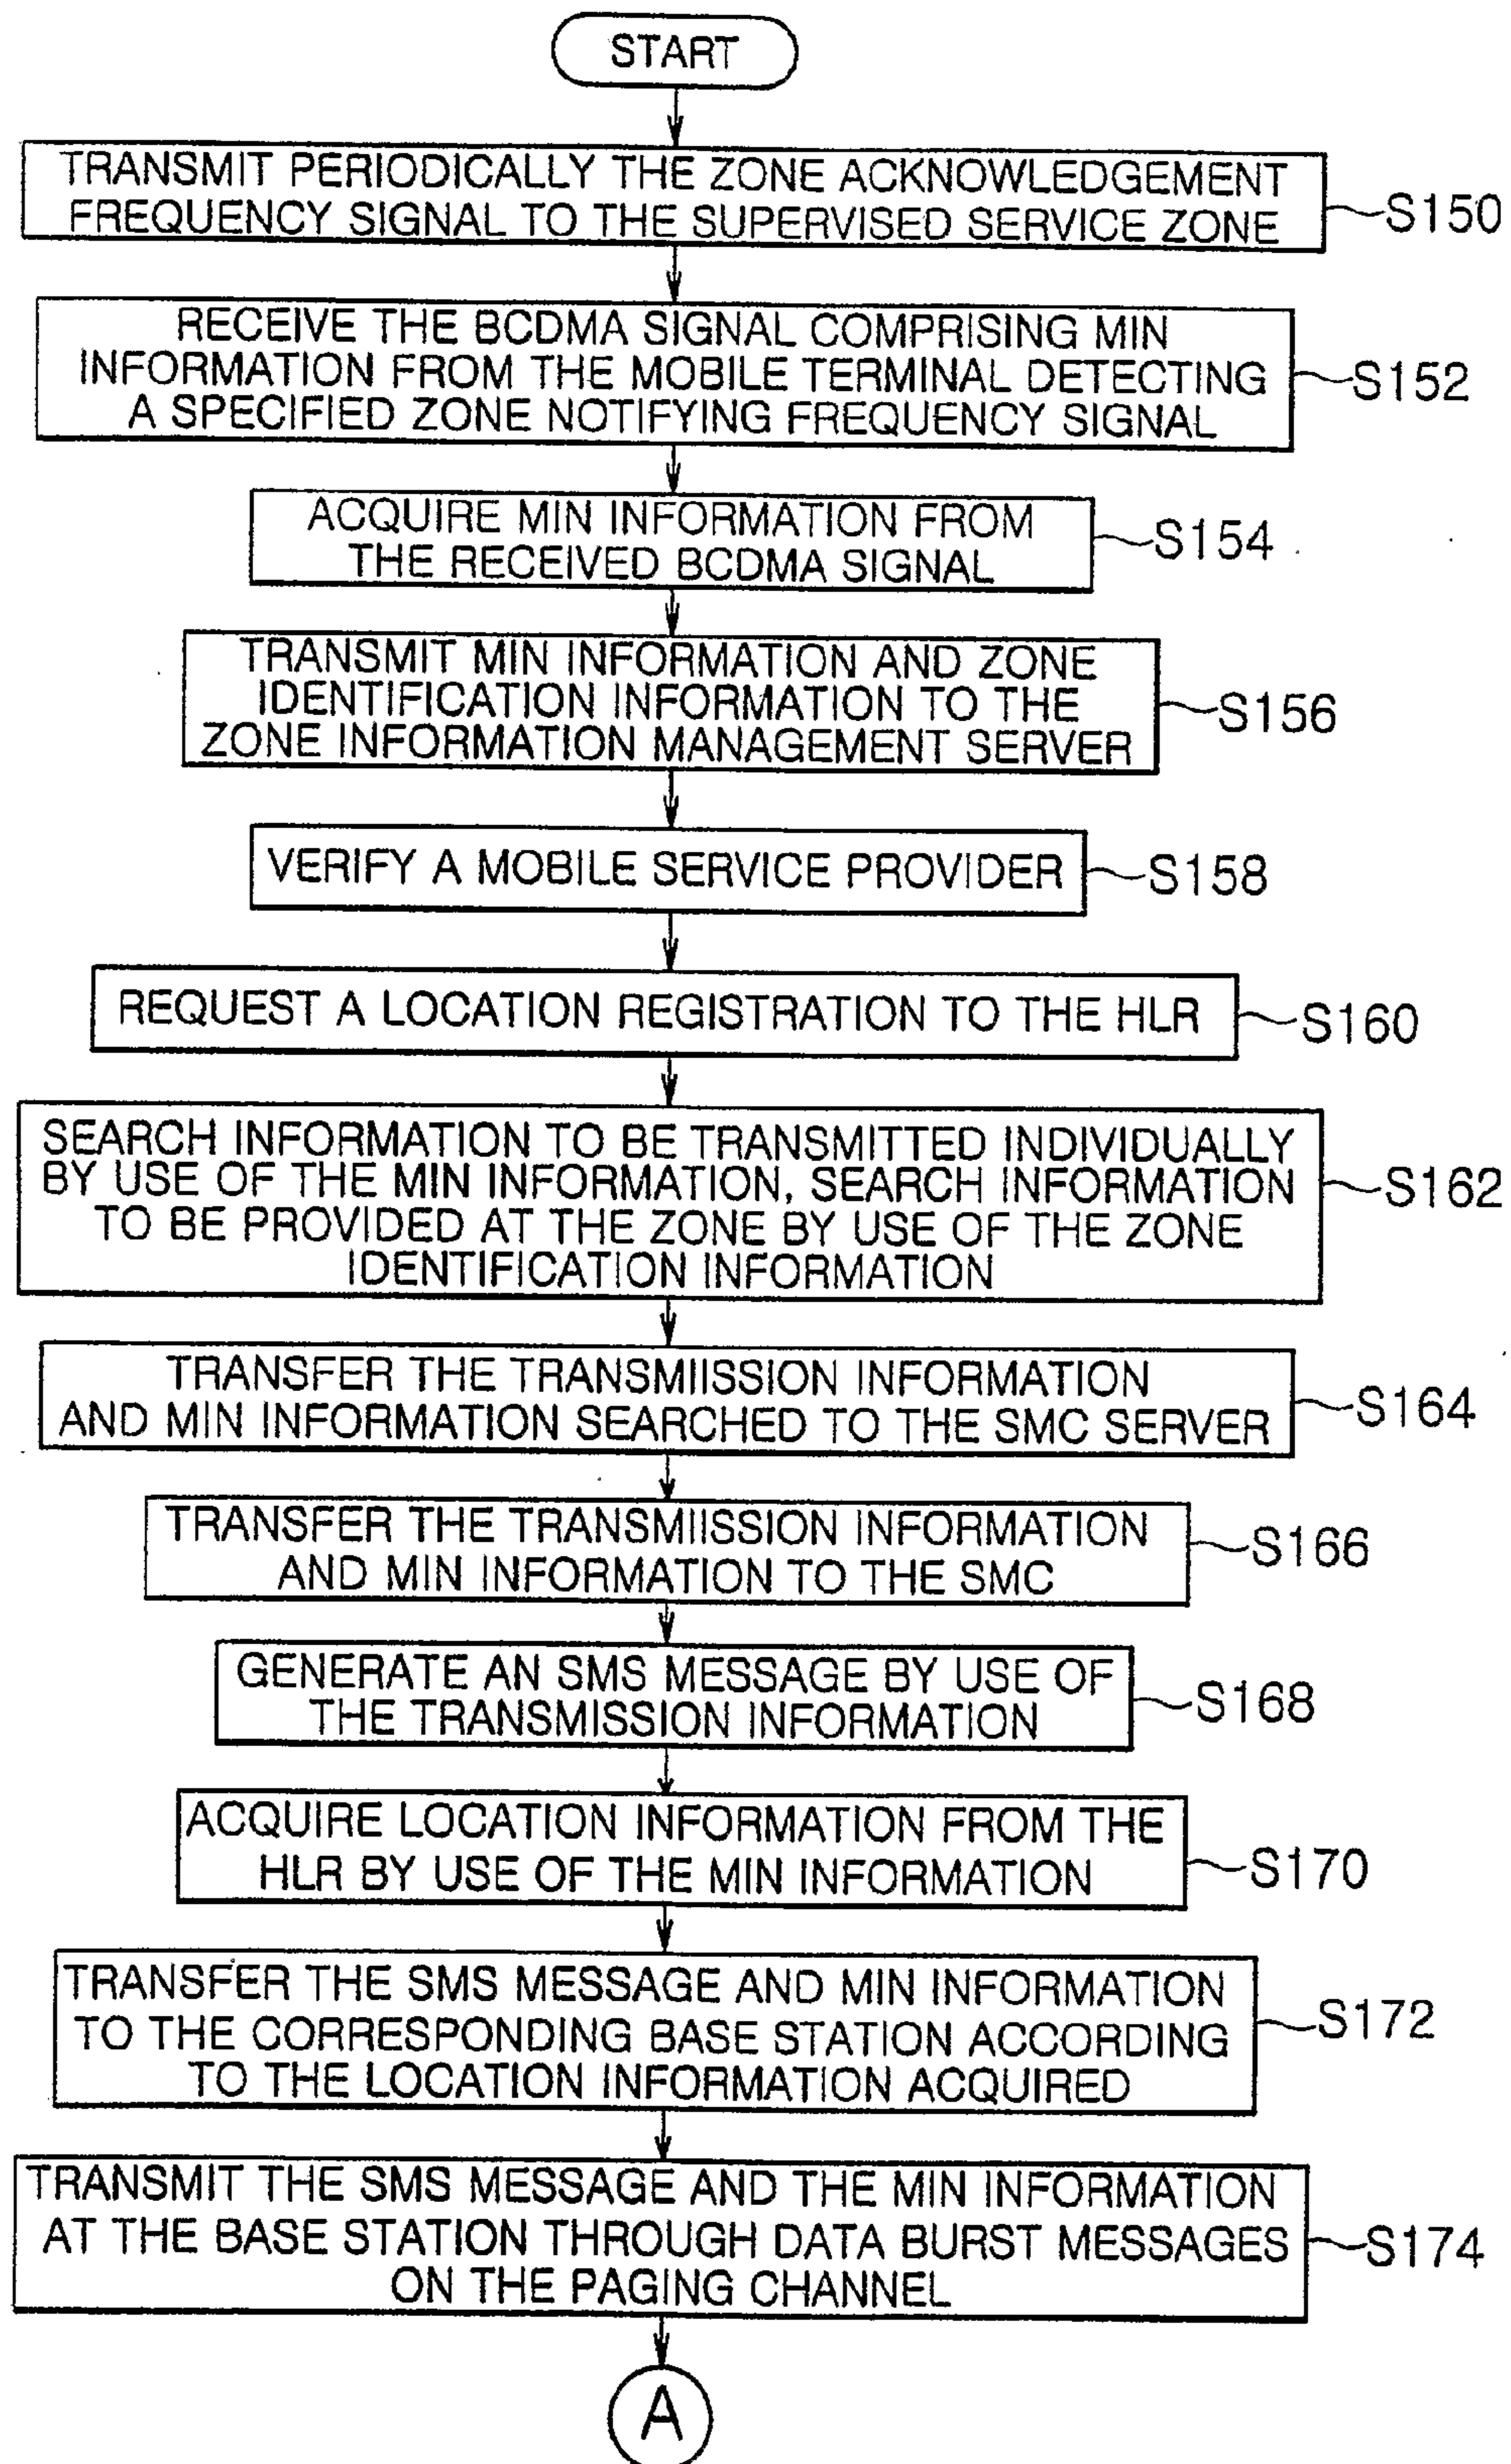 START
TRANSMIT PERIODICALLY THE ZONE ACKNOWLEDGEMENT
FREQUENCY SIGNAL TO THE SUPERVISED SERVICE ZONE
S150
RECEIVE THE BCDMA SIGNAL COMPRISING MIN
INFORMATION FROM THE MOBILE TERMINAL DETECTING
A SPECIFIED ZONE NOTIFYING FREQUENCY SIGNAL
S152
ACQUIRE MIN INFORMATION FROM
THE RECEIVED BCDMA SIGNAL
S154
TRANSMIT MIN INFORMATION AND ZONE
IDENTIFICATION INFORMATION TO THE
ZONE INFORMATION MANAGEMENT SERVER
S156
VERIFY A MOBILE SERVICE PROVIDER
S158
REQUEST A LOCATION REGISTRATION TO THE HLR
S160
SEARCH INFORMATION TO BE TRANSMITTED INDIVIDUALLY
BY USE OF THE MIN INFORMATION, SEARCH INFORMATION
TO BE PROVIDED AT THE ZONE BY USE OF THE ZONE
IDENTIFICATION INFORMATION
S162
TRANSFER THE TRANSMIISSION INFORMATION
AND MIN INFORMATION SEARCHED TO THE SMC SERVER
S164
TRANSFER THE TRANSMIISSION INFORMATION
AND MIN INFORMATION TO THE SMC
S166
GENERATE AN SMS MESSAGE BY USE OF
THE TRANSMISSION INFORMATION
S168
ACQUIRE LOCATION INFORMATION FROM THE
HLR BY USE OF THE MIN INFORMATION
S170
TRANSFER THE SMS MESSAGE AND MIN INFORMATION
TO THE CORRESPONDING BASE STATION ACCORDING
TO THE LOCATION INFORMATION ACQUIRED
S172
TRANSMIT THE SMS MESSAGE AND THE MIN INFORMATION
AT THE BASE STATION THROUGH DATA BURST MESSAGES
ON THE PAGING CHANNEL
S174
A